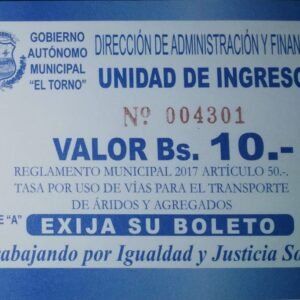 GOBIERNO
AUTÓNOMO
MUNICIPAL
"EL TORNO"
DIRECCIÓN DE ADMINISTRACIÓN Y FINAN
UNIDAD DE INGRESO
Nº 004301
VALOR Bs. 10.-
REGLAMENTO MUNICIPAL 2017 ARTÍCULO 50.-
TASA POR USO DE VÍAS PARA EL TRANSPORTE
DE ÁRIDOS Y AGREGADOS
E "A" EXIJA SU BOLETO
rabajando por Igualdad y Justicia So